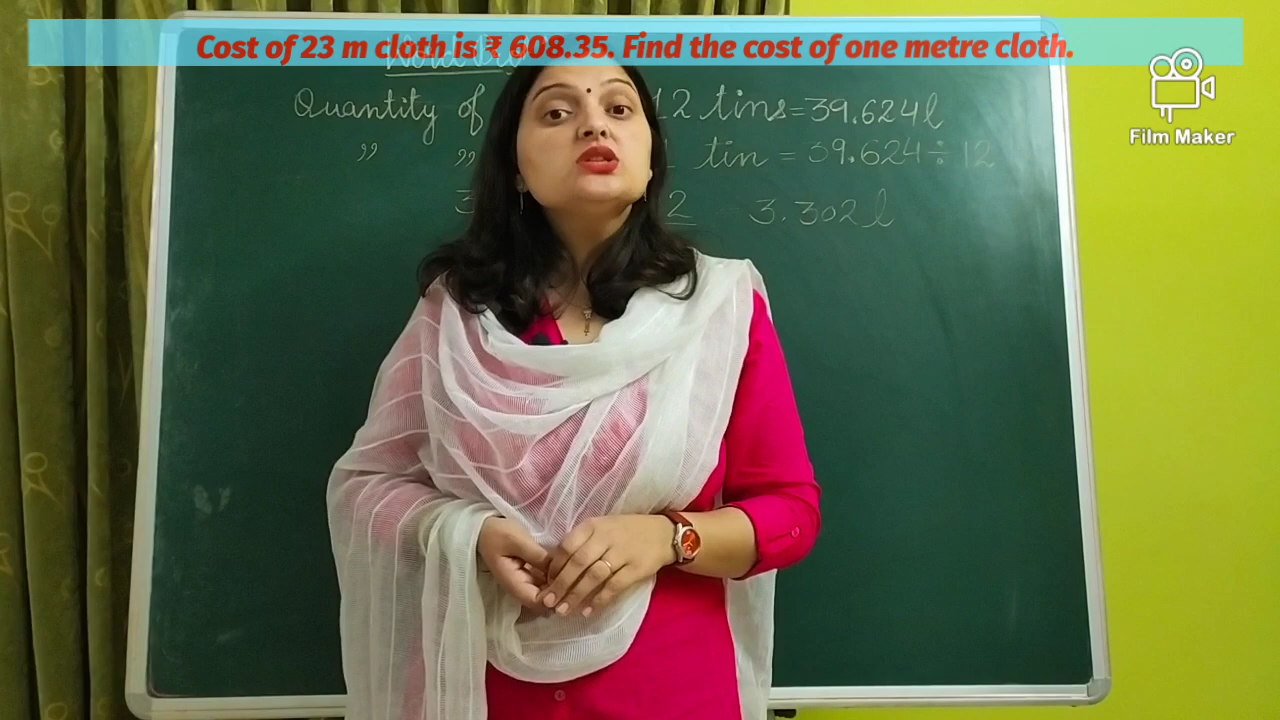 Cost of 23 m cloth is ₹ 608.35. Find the cost of one metre cloth.
Film Maker
Quantity of 12 tins = 39.624 l
" " tin = 39.624 ÷ 12
3 2 3.302 l